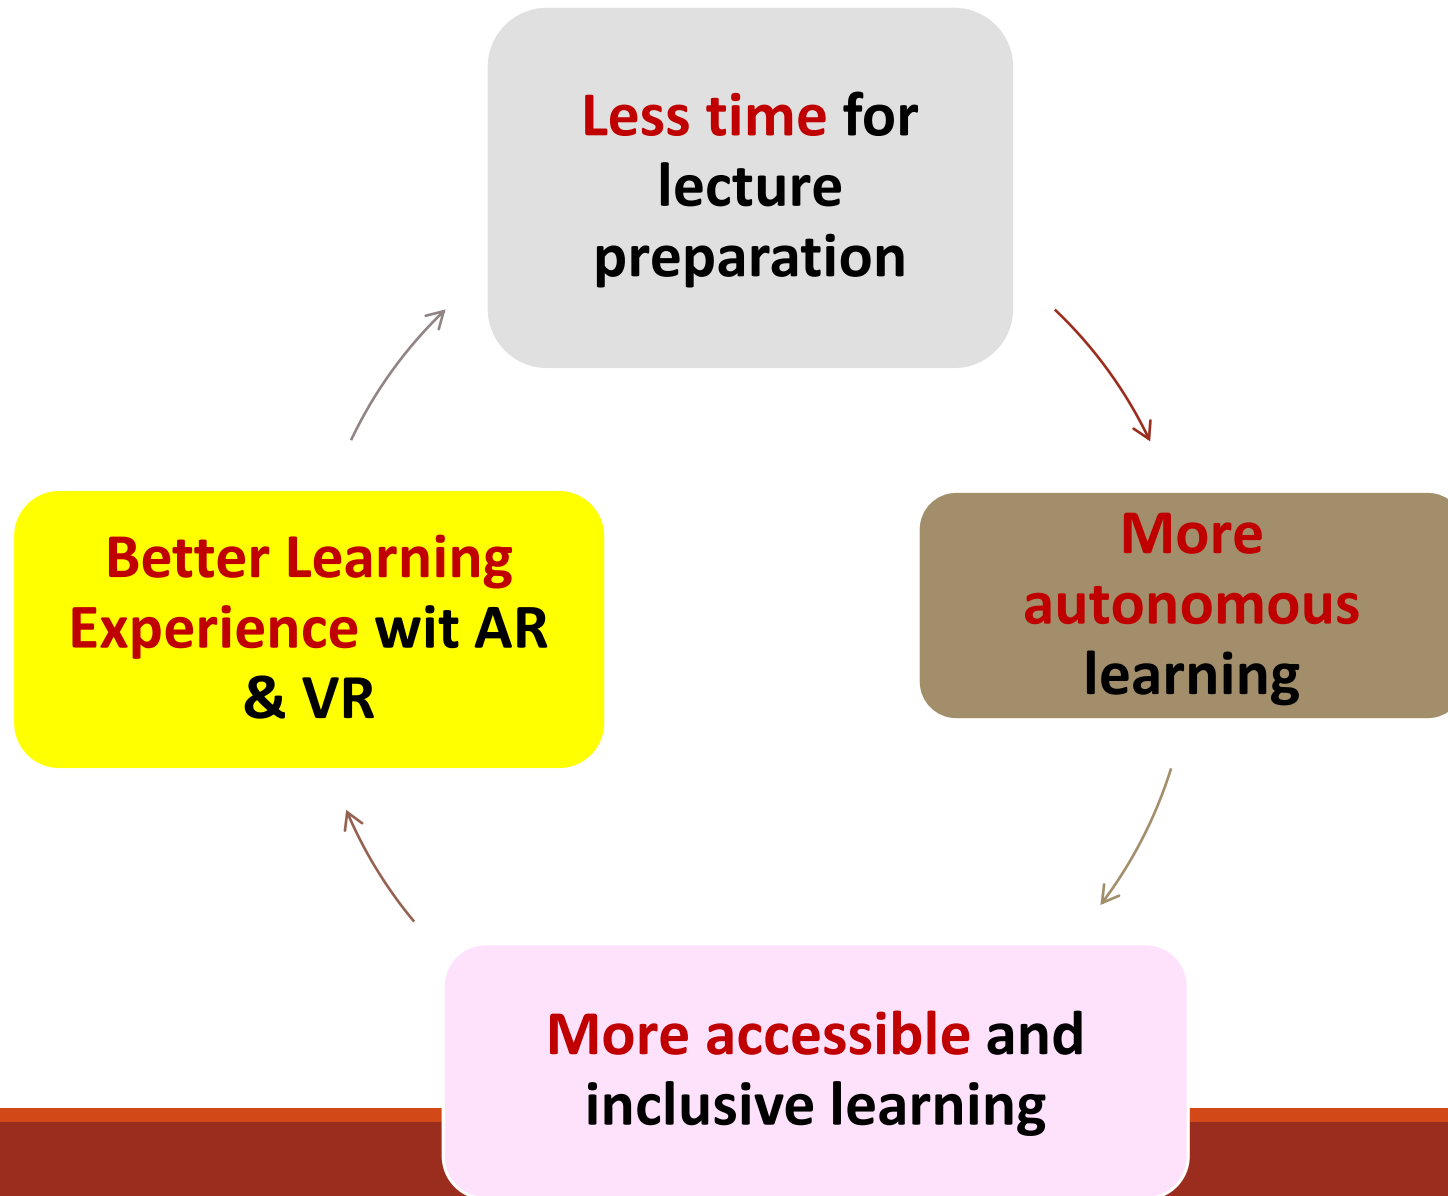 Less time for
lecture
preparation
More
autonomous
learning
More accessible and
inclusive learning
Better Learning
Experience wit AR
& VR